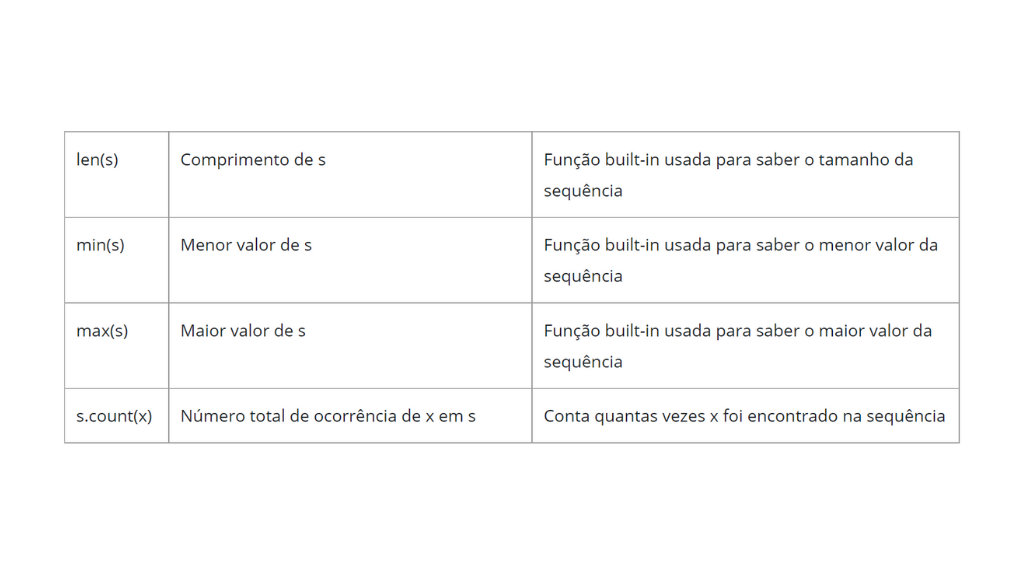 len(s)
Comprimento de s
Função built-in usada para saber o tamanho da
sequência
min(s)
Menor valor de s
Função built-in usada para saber o menor valor da
sequência
max(s)
Maior valor de s
Função built-in usada para saber o maior valor da
sequência
s.count(x)
Número total de ocorrência de x em s
Conta quantas vezes x foi encontrado na sequência